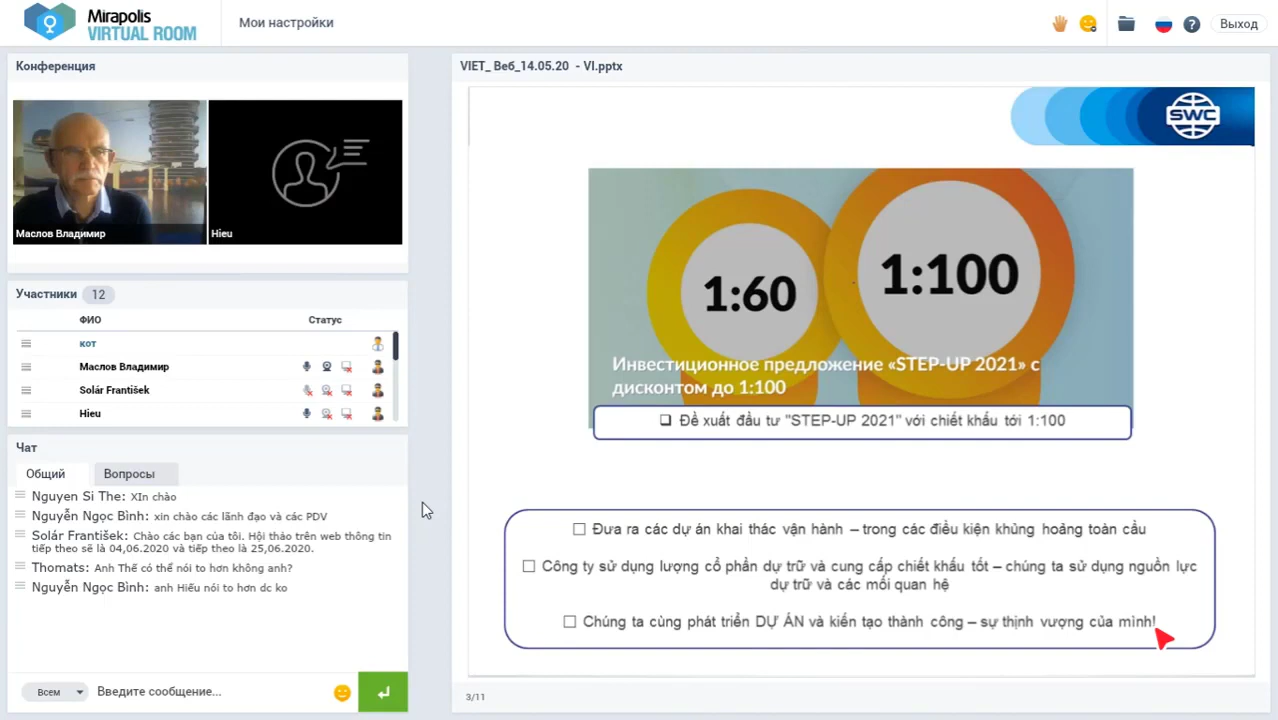 Mirapolis
VIRTUAL ROOM
Мои настройки
?
Выход
Конференция
VIET_ Веб_14.05.20 - VI.pptx
Маслов Владимир
Hieu
SWC
1:60
1:100
Инвестиционное предложение «STEP-UP 2021» с
дисконтом до 1:100
Đề xuất đầu tư "STEP-UP 2021" với chiết khấu tới 1:100
Участники 12
ФИО Статус
кот
Маслов Владимир
Solár František
Hieu
Чат
Общий Вопросы
Nguyen Si The: XIn chào
Nguyễn Ngọc Bình: xin chào các lãnh đạo và các PDV
Solár František: Chào các bạn của tôi. Hội thảo trên web thông tin
tiếp theo sẽ là 04,06.2020 và tiếp theo là 25,06.2020.
Thomats: Anh Thế có thể nói to hơn không anh?
Nguyễn Ngọc Bình: anh Hiếu nói to hơn dc ko
Всем Введите сообщение...
Đưa ra các dự án khai thác vận hành – trong các điều kiện khủng hoảng toàn cầu
Công ty sử dụng lượng cổ phần dự trữ và cung cấp chiết khấu tốt – chúng ta sử dụng nguồn lực
dự trữ và các mối quan hệ
Chúng ta cùng phát triển DỰ ÁN và kiến tạo thành công – sự thịnh vượng của mình!
3/11